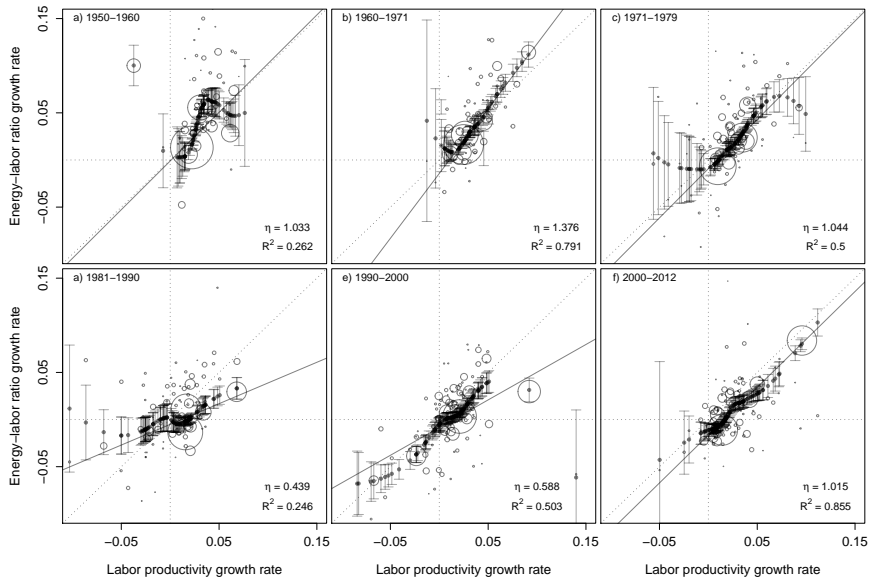 a) 1950−1960
b) 1960−1971
c) 1971−1979
0.15
0.05
−0.05
Energy−labor ratio growth rate
η = 1.033
R² = 0.262
η = 1.376
R² = 0.791
η = 1.044
R² = 0.5
a) 1981−1990
e) 1990−2000
f) 2000−2012
0.15
0.05
−0.05
Energy−labor ratio growth rate
η = 0.439
R² = 0.246
η = 0.588
R² = 0.503
η = 1.015
R² = 0.855
−0.05 0.05 0.15
−0.05 0.05 0.15
−0.05 0.05 0.15
Labor productivity growth rate
Labor productivity growth rate
Labor productivity growth rate